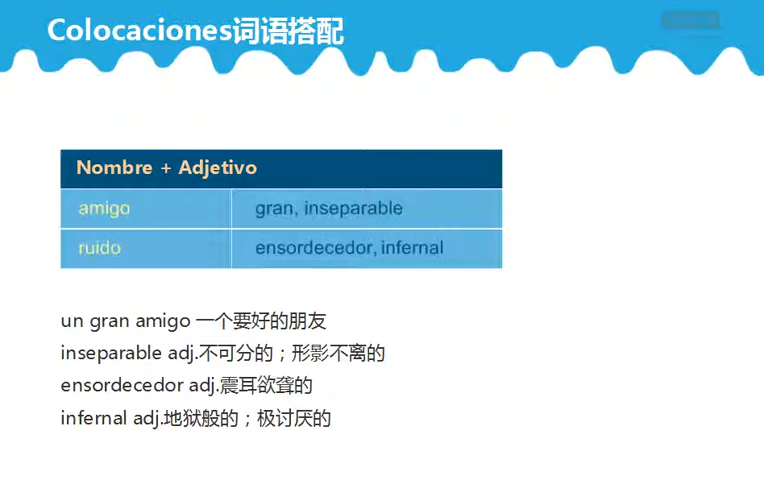 Colocaciones词语搭配
Nombre + Adjetivo
amigo gran, inseparable
ruido ensordecedor, infernal
un gran amigo 一个要好的朋友
inseparable adj.不可分的；形影不离的
ensordecedor adj.震耳欲聋的
infernal adj.地狱般的；极讨厌的